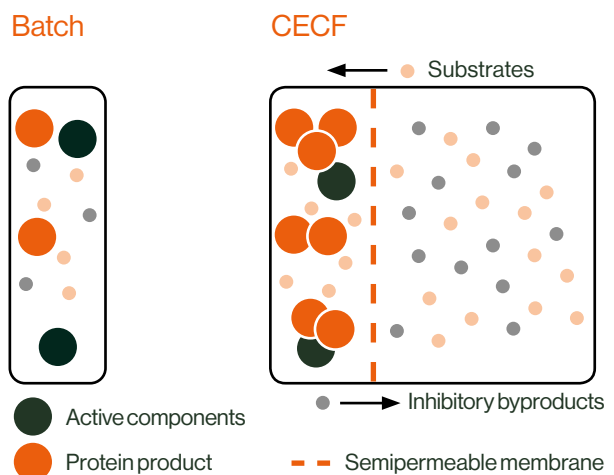 Batch
CECF
Substrates
Inhibitory byproducts
Active components
Protein product
Semipermeable membrane